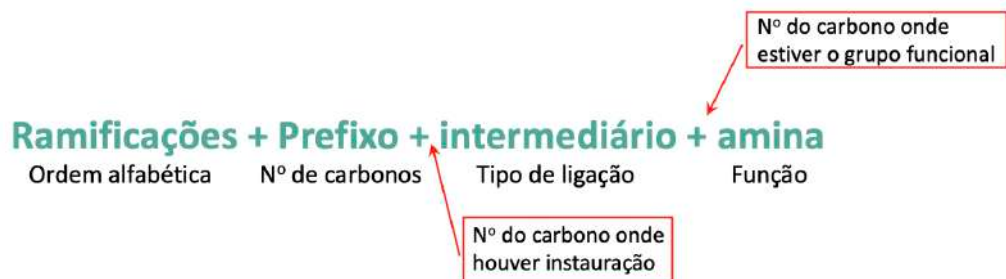 Nº do carbono onde
estiver o grupo funcional
Ramificações + Prefixo + intermediário + amina
Ordem alfabética Nº de carbonos Tipo de ligação Função
Nº do carbono onde
houver instauração